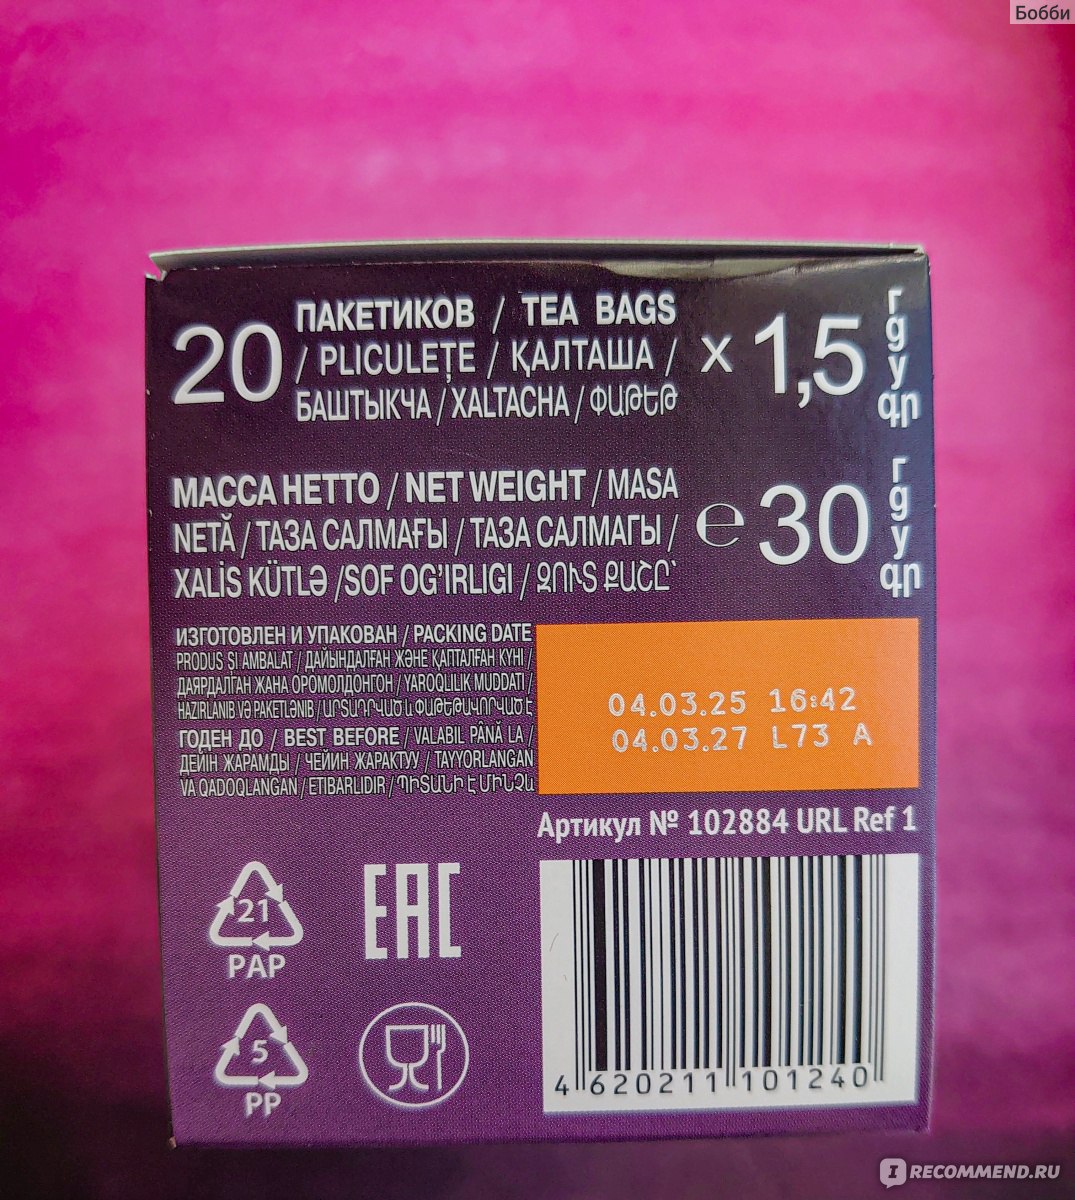 Бобби
20 ПАКЕТИКОВ / TEA BAGS
/ PLICULEȚE / ҚАЛТАША /
БАШТЫКЧА / XALTACHA / ՓԱԹԵԹ
x 1,5
г
g
у
գր
МАССА НЕТТО / NET WEIGHT / MASA
NETĂ / ТАЗА САЛМАҒЫ / ТАЗА САЛМАГЫ /
XALİS KÜTLƏ /SOF OG'IRLIGI / ԶՈՒՏ ՔԱՇԸ՝
℮ 30
г
g
у
գր
ИЗГОТОВЛЕН И УПАКОВАН / PACKING DATE
PRODUS ȘI AMBALAT / ДАЙЫНДАЛҒАН ЖӘНЕ ҚАПТАЛҒАН КҮНІ /
ДАЯРДАЛГАН ЖАНА ОРОМОЛДОНГОН / YAROQLILIK MUDDATI /
HAZIRLANIB VƏ PAKETLƏNIB / ԱՐՏԱԴՐՎԱԾ և ՓԱԹԵԹԱՎՈՐՎԱԾ Է
ГОДЕН ДО / BEST BEFORE / VALABIL PÂNĂ LA /
ДЕЙІН ЖАРАМДЫ / ЧЕЙИН ЖАРАКТУУ / TAYYORLANGAN
VA QADOQLANGAN / ETIBARLIDIR / ՊԻՏԱՆԻ Է ՄԻՆՉև
04.03.25 16:42
04.03.27 L73 A
Артикул № 102884 URL Ref 1
21
PAP
EAC
5
PP
4 620211 101240
IRECOMMEND.RU